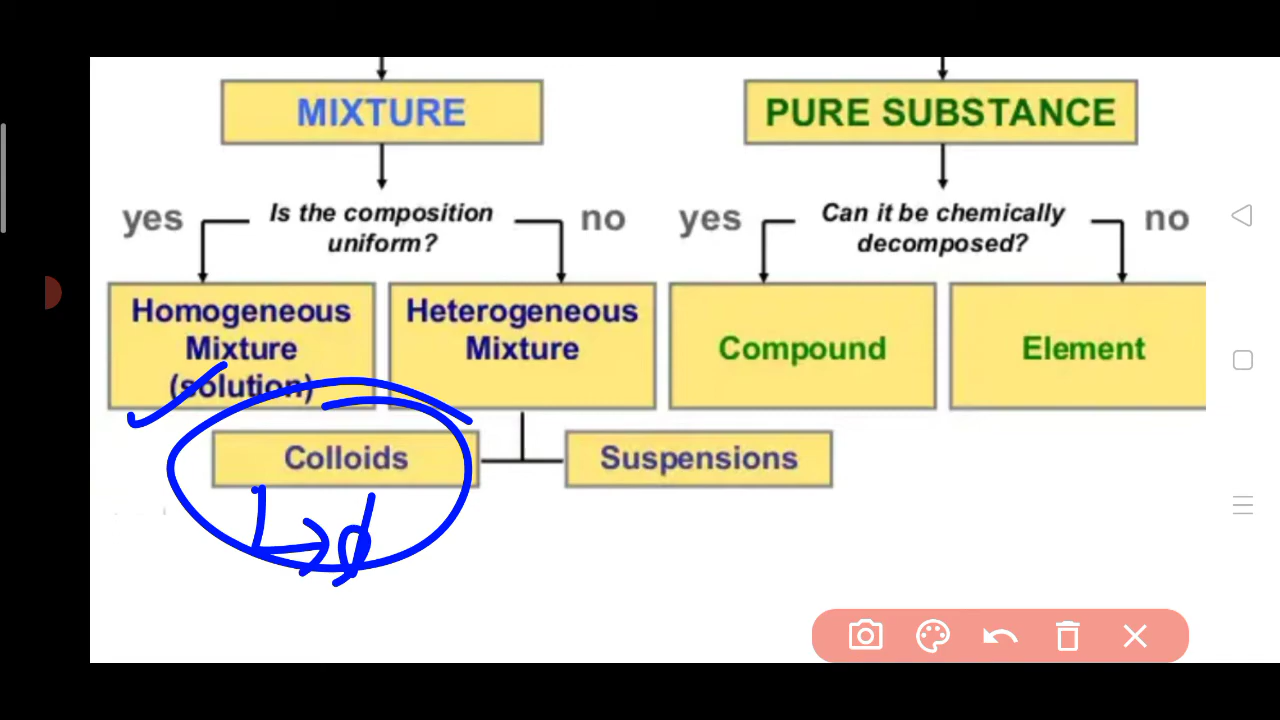 MIXTURE
PURE SUBSTANCE
yes
Is the composition
uniform?
no
yes
Can it be chemically
decomposed?
no
Homogeneous
Mixture
(solution)
Heterogeneous
Mixture
Compound
Element
Colloids
Suspensions